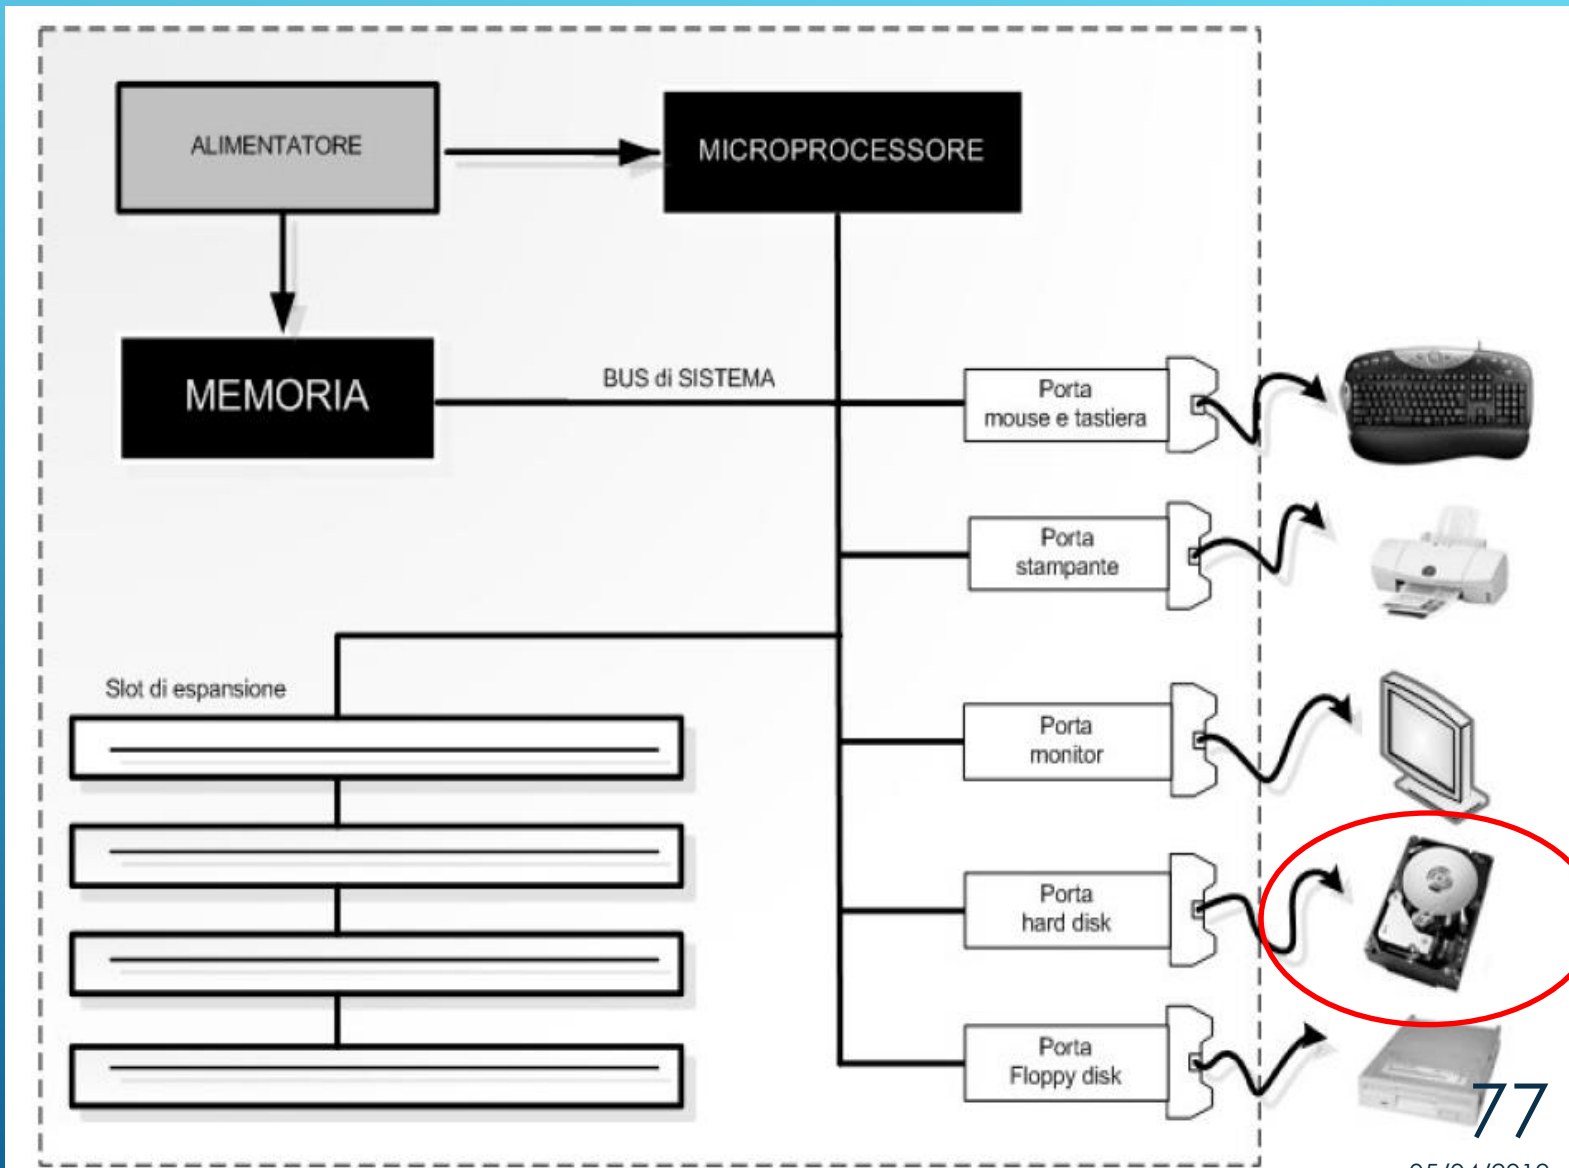 ALIMENTATORE
MICROPROCESSORE
MEMORIA
BUS di SISTEMA
Porta
mouse e tastiera
Porta
stampante
Slot di espansione
Porta
monitor
Porta
hard disk
Porta
Floppy disk
77